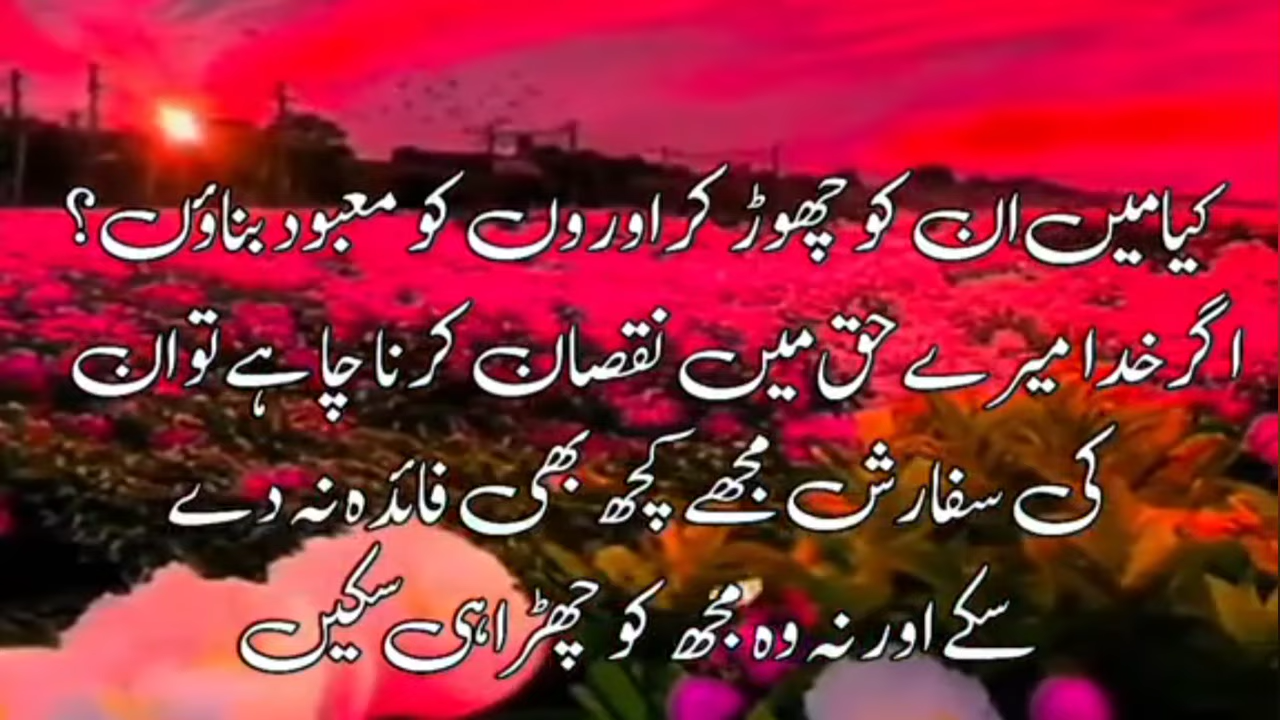 کیا میں ان کو چھوڑ کر اوروں کو معبود بناؤں؟
اگر خدا میرے حق میں نقصان کرنا چاہے تو ان
کی سفارش مجھے کچھ بھی فائدہ نہ دے
سکے اور نہ وہ مجھ کو چھڑا ہی سکیں